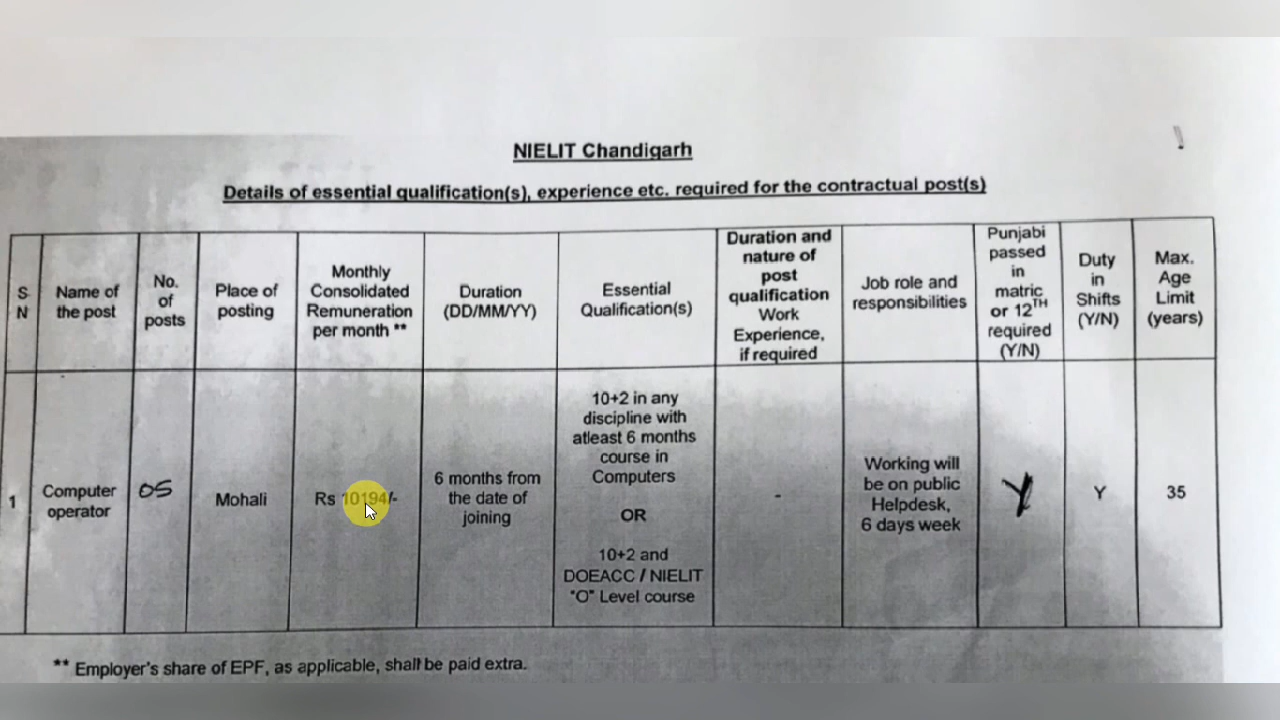 NIELIT Chandigarh
Details of essential qualification(s), experience etc. required for the contractual post(s)
S
N
Name of
the post
No.
of
posts
Place of
posting
Monthly
Consolidated
Remuneration
per month **
Duration
(DD/MM/YY)
Essential
Qualification(s)
Duration and
nature of
post
qualification
Work
Experience,
if required
Job role and
responsibilities
Punjabi
passed
in
matric
or 12TH
required
(Y/N)
Duty
in
Shifts
(Y/N)
Max.
Age
Limit
(years)
1
Computer
operator
05
Mohali
Rs 10194/-
6 months from
the date of
joining
10+2 in any
discipline with
atleast 6 months
course in
Computers
OR
10+2 and
DOEACC / NIELIT
"O" Level course
-
Working will
be on public
Helpdesk,
6 days week
Y
Y
35
** Employer's share of EPF, as applicable, shall be paid extra.